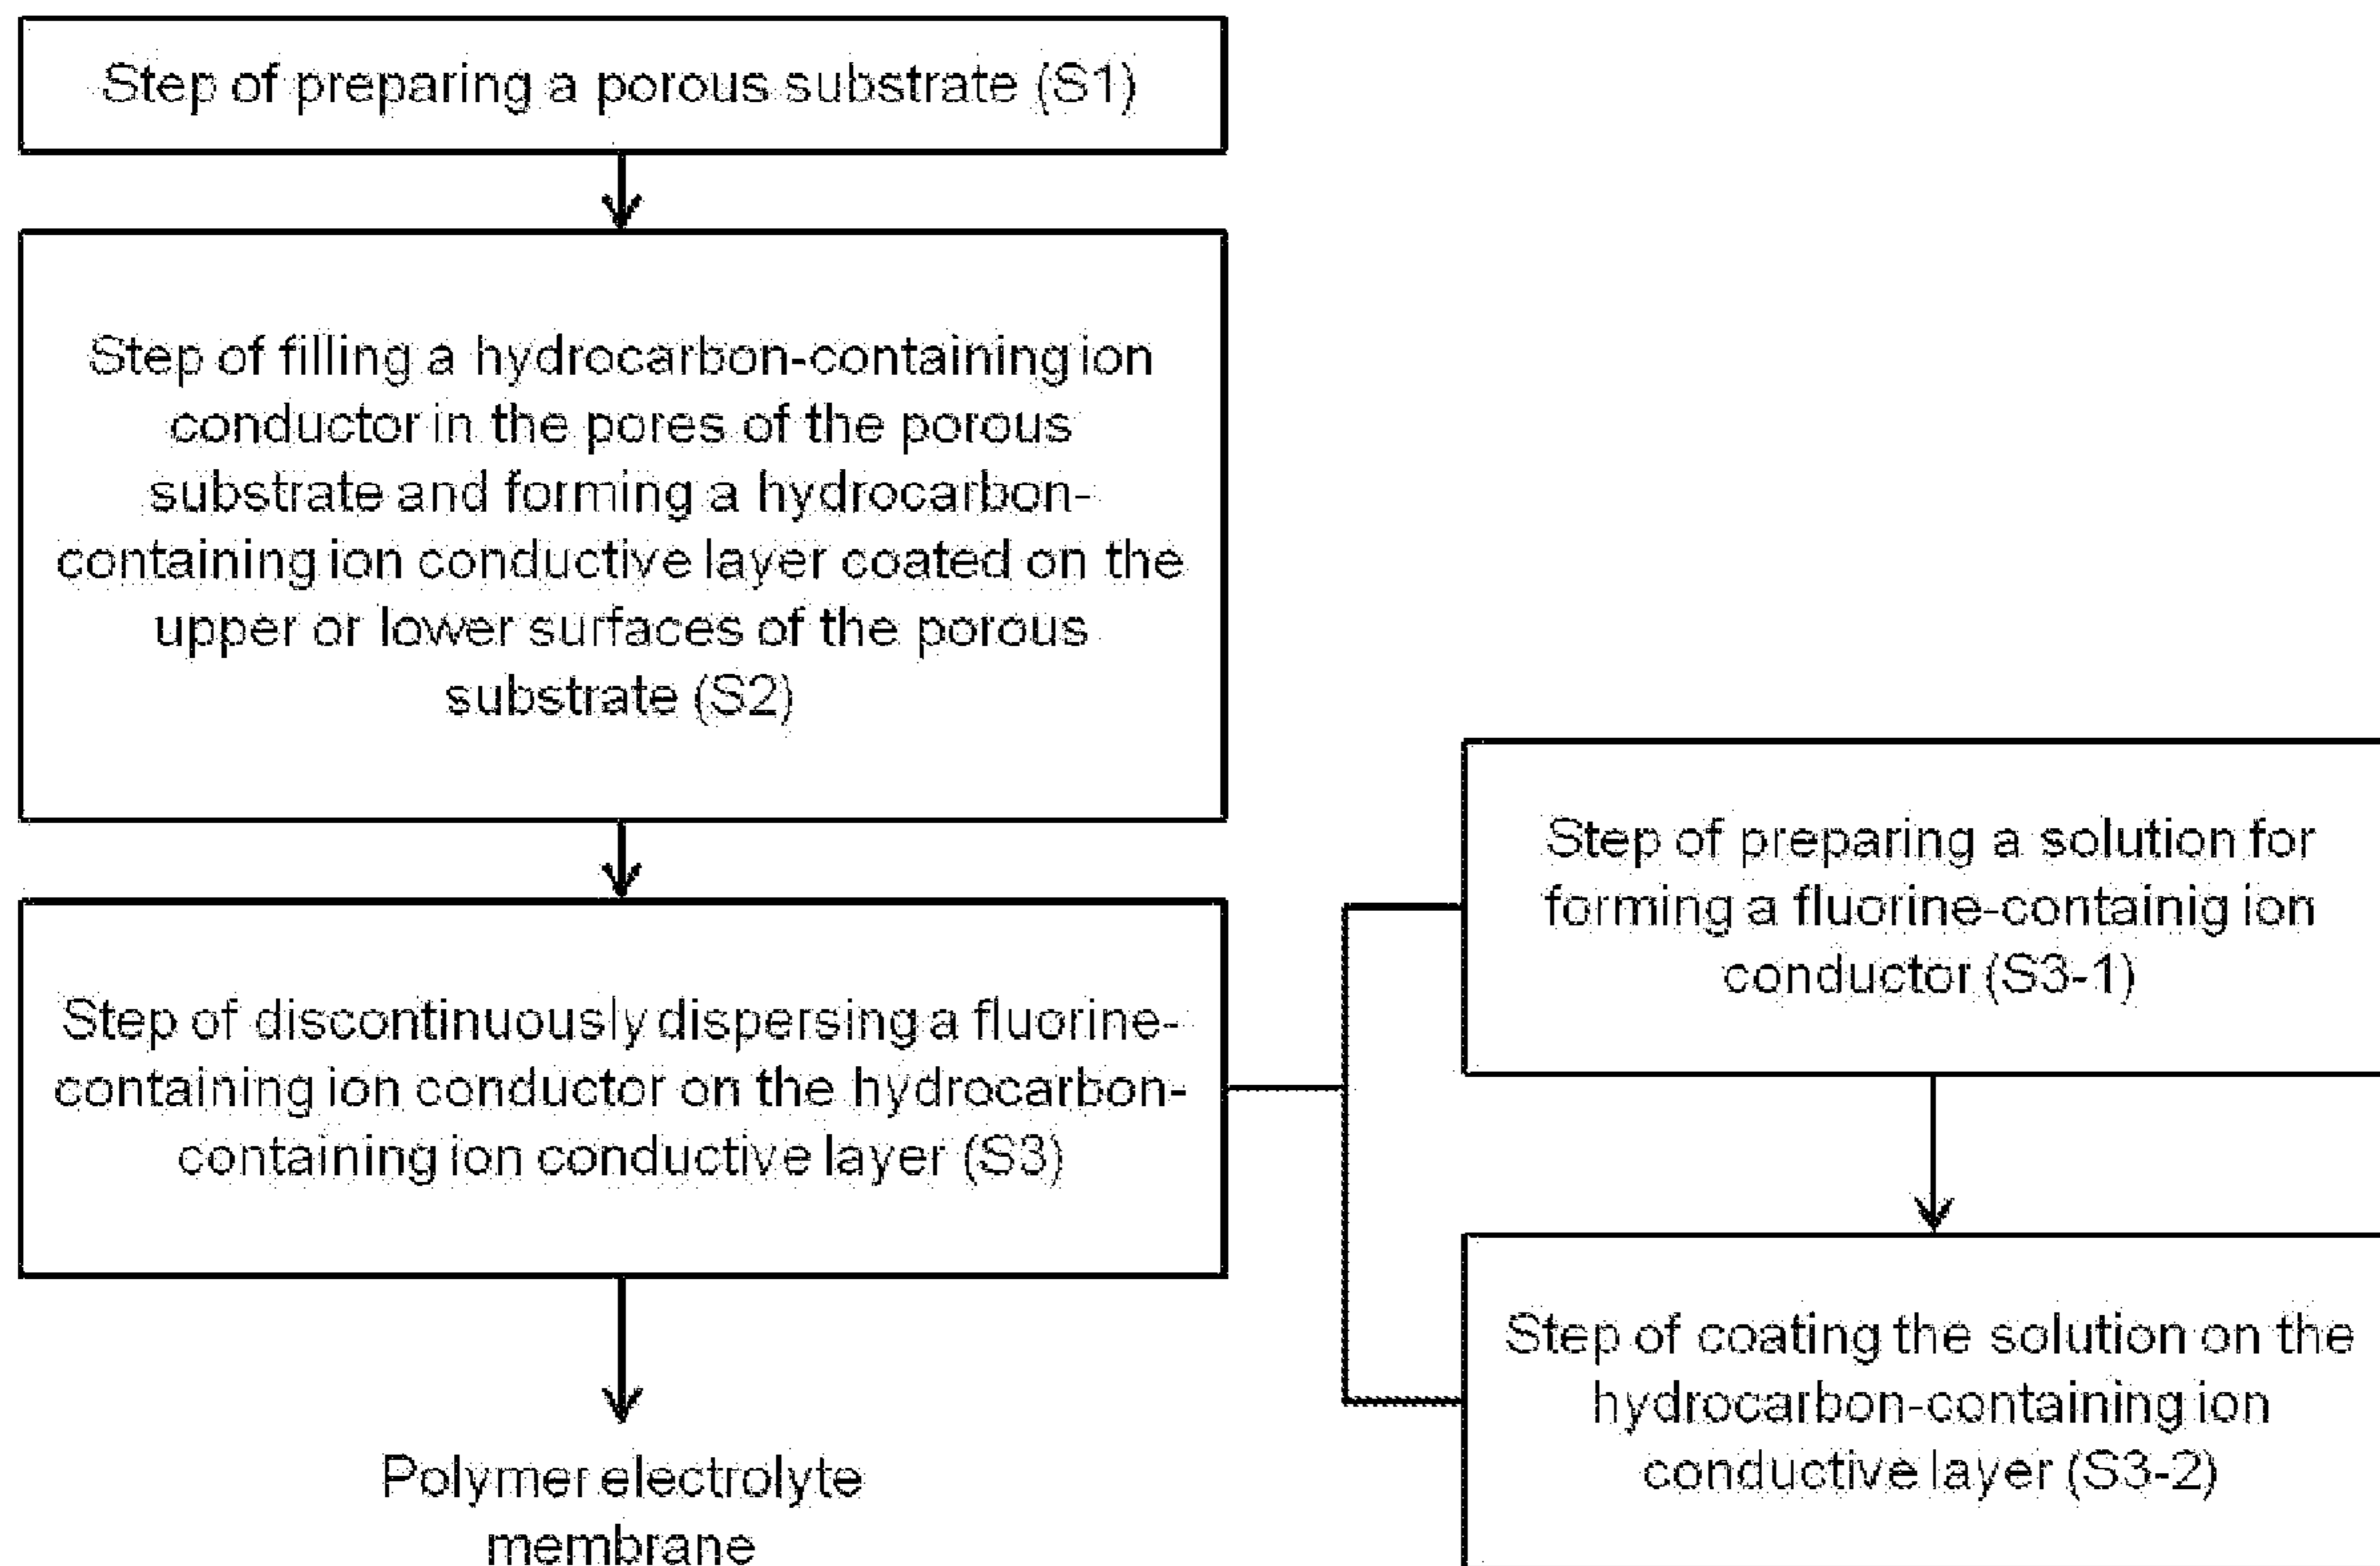 Step of preparing a porous substrate (S1)
Step of filling a hydrocarbon-containing ion
conductor in the pores of the porous
substrate and forming a hydrocarbon-
containing ion conductive layer coated on the
upper or lower surfaces of the porous
substrate (S2)
Step of discontinuously dispersing a fluorine-
containing ion conductor on the hydrocarbon-
containing ion conductive layer (S3)
Polymer electrolyte
membrane
Step of preparing a solution for
forming a fluorine-containig ion
conductor (S3-1)
Step of coating the solution on the
hydrocarbon-containing ion
conductive layer (S3-2)